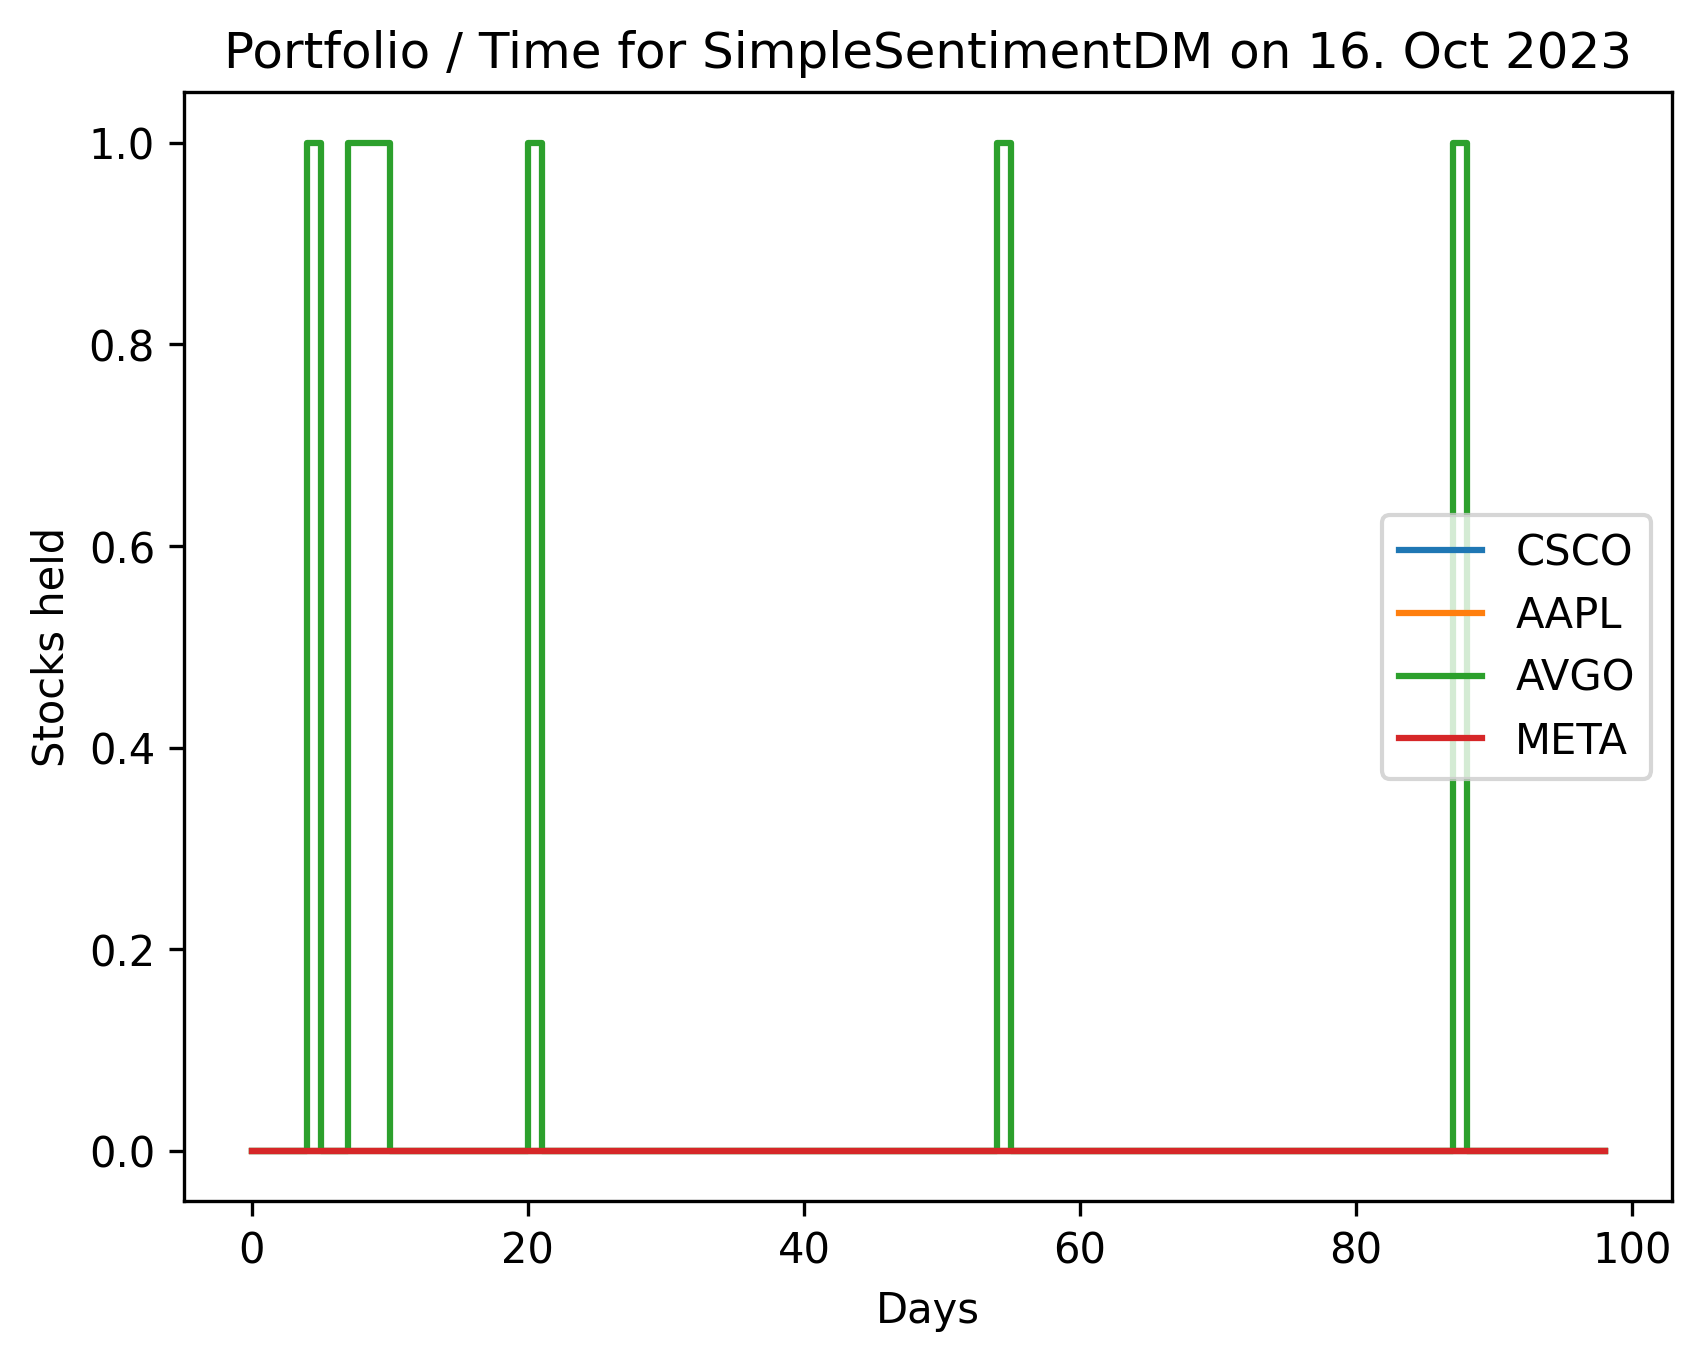 Portfolio / Time for SimpleSentimentDM on 16. Oct 2023
1.0
0.8
0.6
0.4
0.2
0.0
Stocks held
CSCO
AAPL
AVGO
META
0 20 40 60 80 100
Days